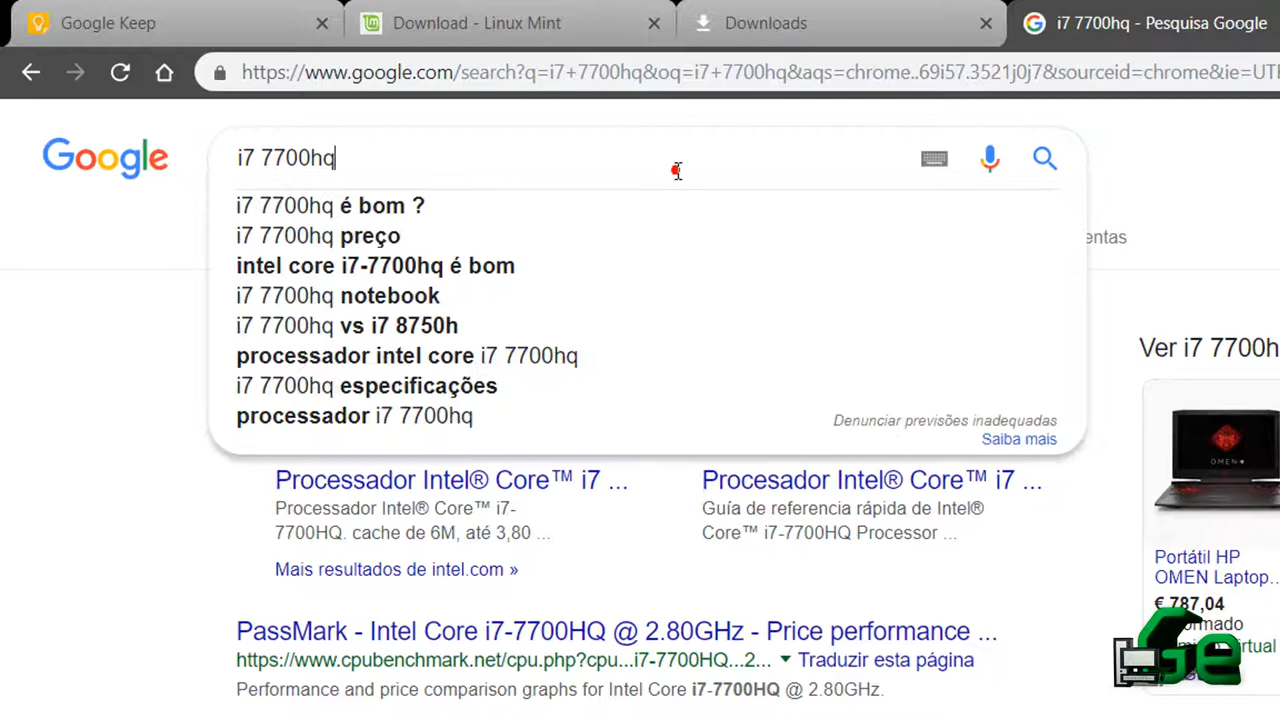 Google Keep
Download - Linux Mint
Downloads
i7 7700hq - Pesquisa Google
https://www.google.com/search?q=i7+7700hq&oq=i7+7700hq&aqs=chrome..69i57.3521j0j7&sourceid=chrome&ie=UTF
Google
i7 7700hq
i7 7700hq é bom ?
i7 7700hq preço
entas
intel core i7-7700hq é bom
i7 7700hq notebook
i7 7700hq vs i7 8750h
processador intel core i7 7700hq
i7 7700hq especificações
processador i7 7700hq
Denunciar previsões inadequadas
Saiba mais
Ver i7 7700h
OMEN
Processador Intel® Core™ i7 ...
Processador Intel® Core™ i7-
7700HQ. cache de 6M, até 3,80 ...
Procesador Intel® Core™ i7 ...
Guía de referencia rápida de Intel®
Core™ i7-7700HQ Processor ...
Mais resultados de intel.com »
Portátil HP
OMEN Laptop...
€ 787,04
PassMark - Intel Core i7-7700HQ @ 2.80GHz - Price performance ...
https://www.cpubenchmark.net/cpu.php?cpu...i7-7700HQ...2... ▼ Traduzir esta página
Performance and price comparison graphs for Intel Core i7-7700HQ @ 2.80GHz.
Ge